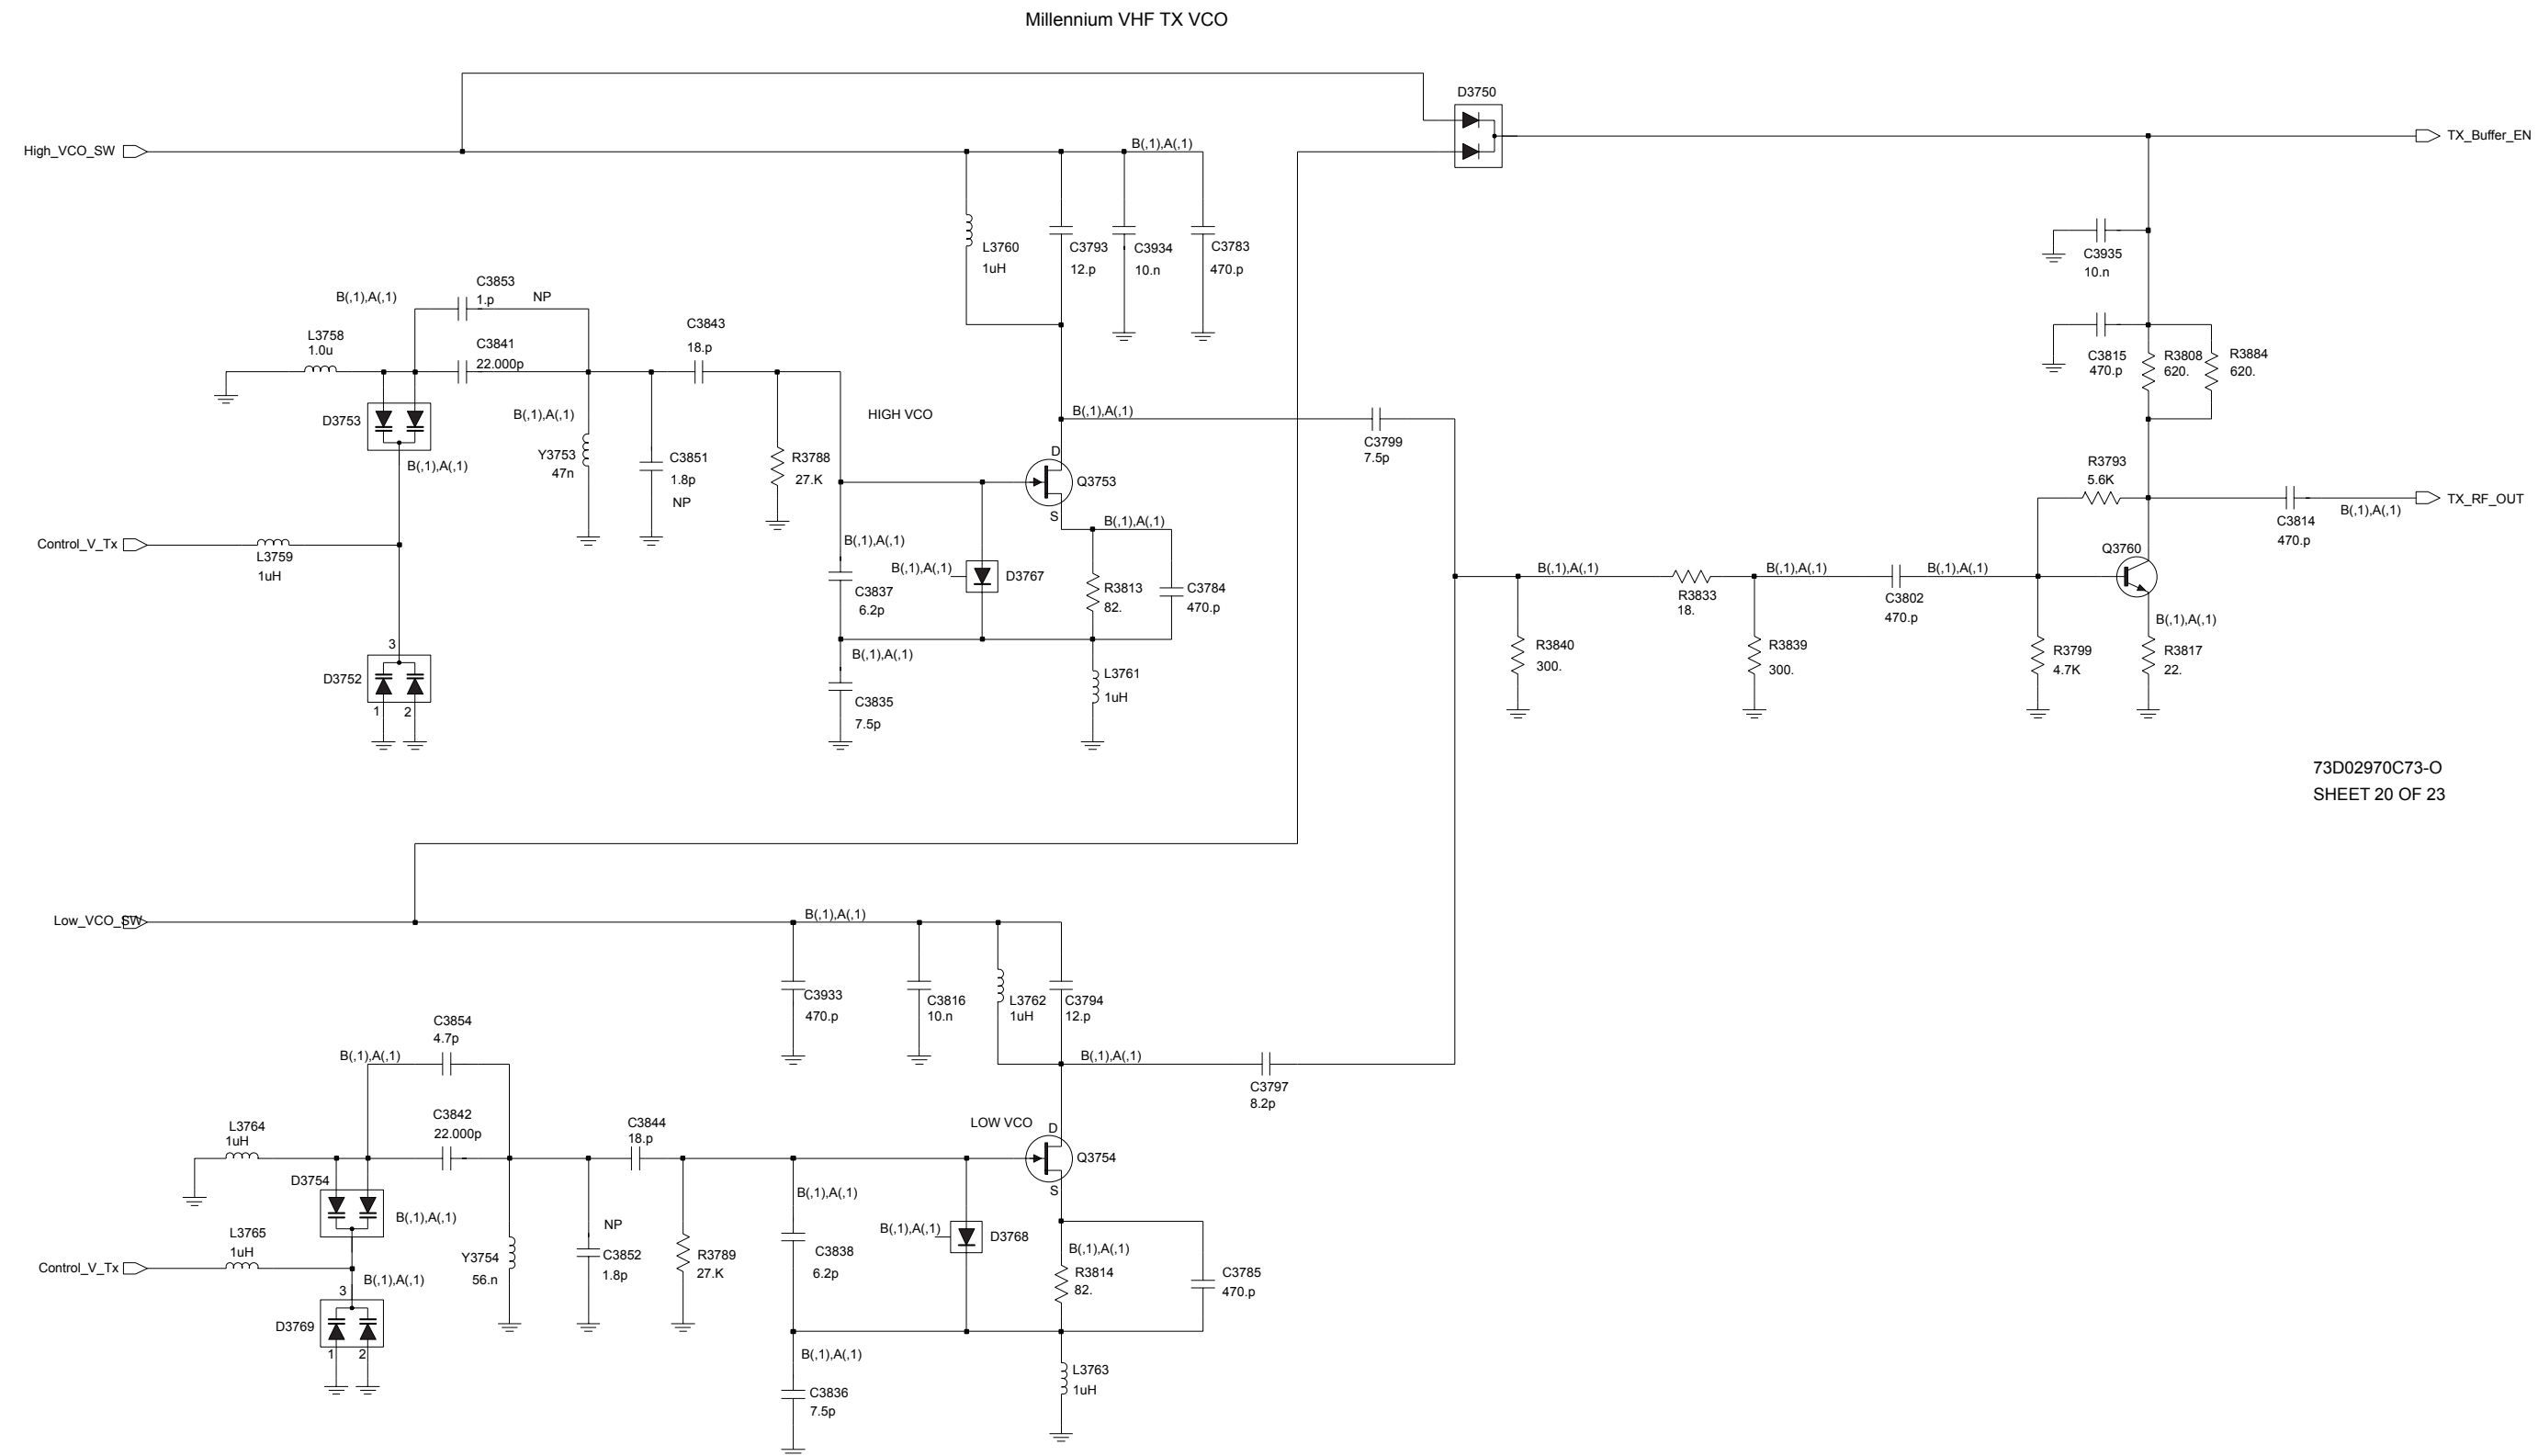 Millennium VHF TX VCO
D3750
High_VCO_SW
B(,1),A(,1)
TX_Buffer_EN
L3760
1uH
C3793
12.p
C3934
10.n
C3783
470.p
C3935
10.n
C3853
1.p
NP
B(,1),A(,1)
L3758
1.0u
C3841
22.000p
C3843
18.p
C3815
470.p
R3808
620.
R3884
620.
D3753
B(,1),A(,1)
B(,1),A(,1)
HIGH VCO
B(,1),A(,1)
C3799
7.5p
Y3753
47n
C3851
1.8p
NP
R3788
27.K
D
Q3753
S
B(,1),A(,1)
R3793
5.6K
TX_RF_OUT
B(,1),A(,1)
C3814
470.p
Control_V_Tx
L3759
1uH
B(,1),A(,1)
B(,1),A(,1)
D3767
C3837
6.2p
R3813
82.
C3784
470.p
B(,1),A(,1)
R3833
18.
B(,1),A(,1)
C3802
470.p
B(,1),A(,1)
Q3760
B(,1),A(,1)
R3840
300.
R3839
300.
R3799
4.7K
R3817
22.
3
D3752
1
2
B(,1),A(,1)
C3835
7.5p
L3761
1uH
73D02970C73-O
SHEET 20 OF 23
Low_VCO_SW
B(,1),A(,1)
C3933
470.p
C3816
10.n
L3762
1uH
C3794
12.p
C3854
4.7p
B(,1),A(,1)
B(,1),A(,1)
C3797
8.2p
L3764
1uH
C3842
22.000p
C3844
18.p
LOW VCO
D
Q3754
S
D3754
B(,1),A(,1)
B(,1),A(,1)
L3765
1uH
Control_V_Tx
B(,1),A(,1)
Y3754
56.n
NP
C3852
1.8p
R3789
27.K
C3838
6.2p
B(,1),A(,1)
D3768
B(,1),A(,1)
R3814
82.
C3785
470.p
3
D3769
1
2
B(,1),A(,1)
C3836
7.5p
L3763
1uH